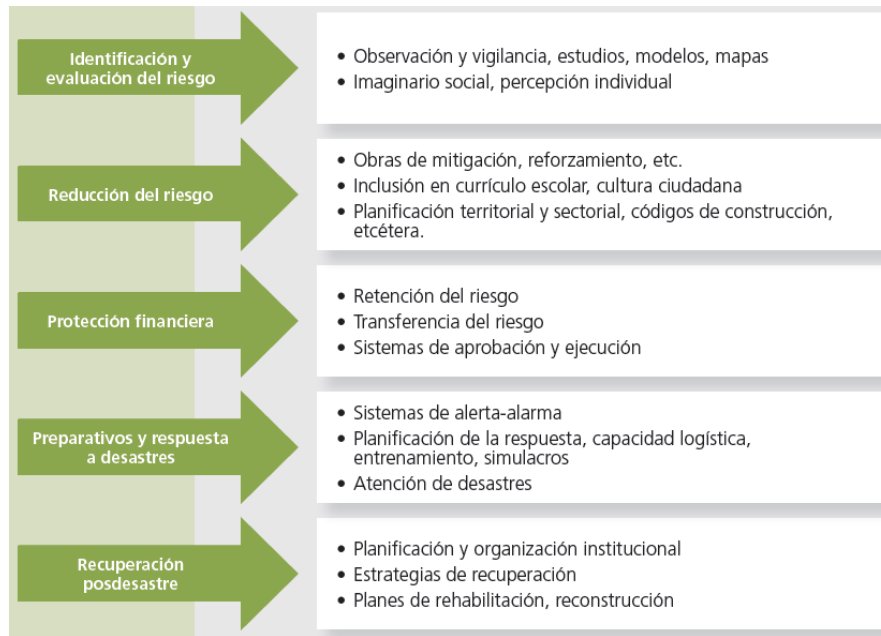 Identificación y
evaluación del riesgo
• Observación y vigilancia, estudios, modelos, mapas
• Imaginario social, percepción individual
Reducción del riesgo
• Obras de mitigación, reforzamiento, etc.
• Inclusión en currículo escolar, cultura ciudadana
• Planificación territorial y sectorial, códigos de construcción,
etcétera.
Protección financiera
• Retención del riesgo
• Transferencia del riesgo
• Sistemas de aprobación y ejecución
Preparativos y respuesta
a desastres
• Sistemas de alerta-alarma
• Planificación de la respuesta, capacidad logística,
entrenamiento, simulacros
• Atención de desastres
Recuperación
posdesastre
• Planificación y organización institucional
• Estrategias de recuperación
• Planes de rehabilitación, reconstrucción